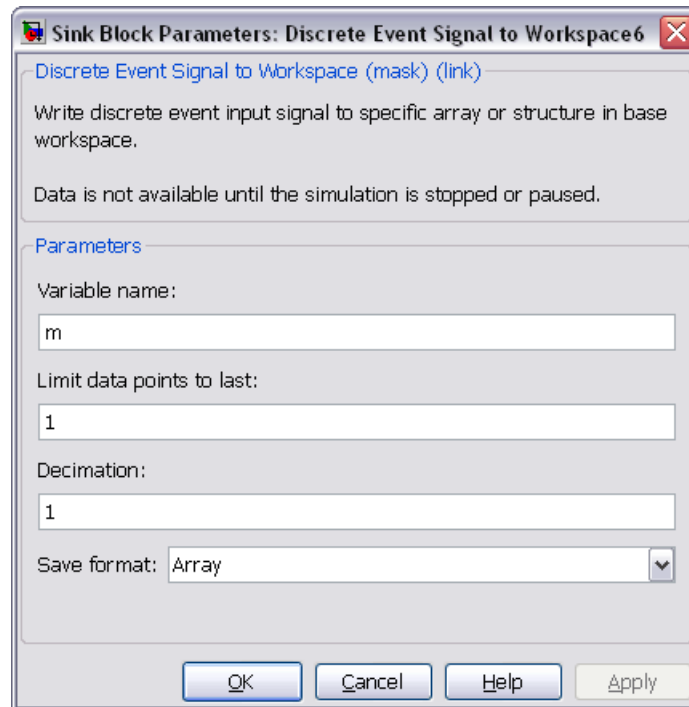 Sink Block Parameters: Discrete Event Signal to Workspace6
Discrete Event Signal to Workspace (mask) (link)
Write discrete event input signal to specific array or structure in base
workspace.
Data is not available until the simulation is stopped or paused.
Parameters
Variable name:
m
Limit data points to last:
1
Decimation:
1
Save format: Array
OK Cancel Help Apply